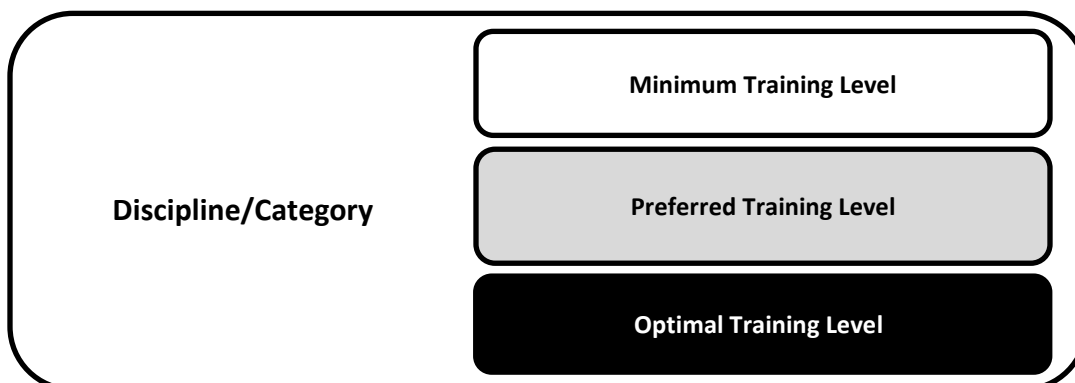 Minimum Training Level
Discipline/Category
Preferred Training Level
Optimal Training Level